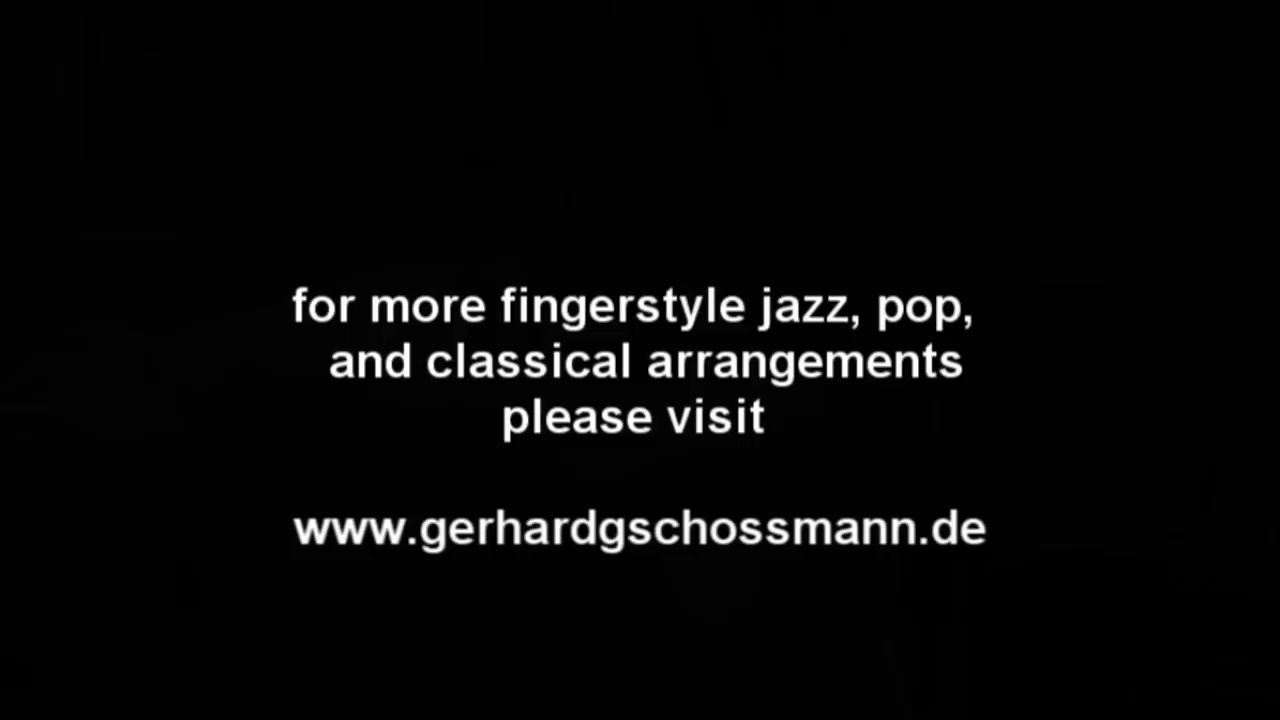 for more fingerstyle jazz, pop,
and classical arrangements
please visit
www.gerhardgschossmann.de